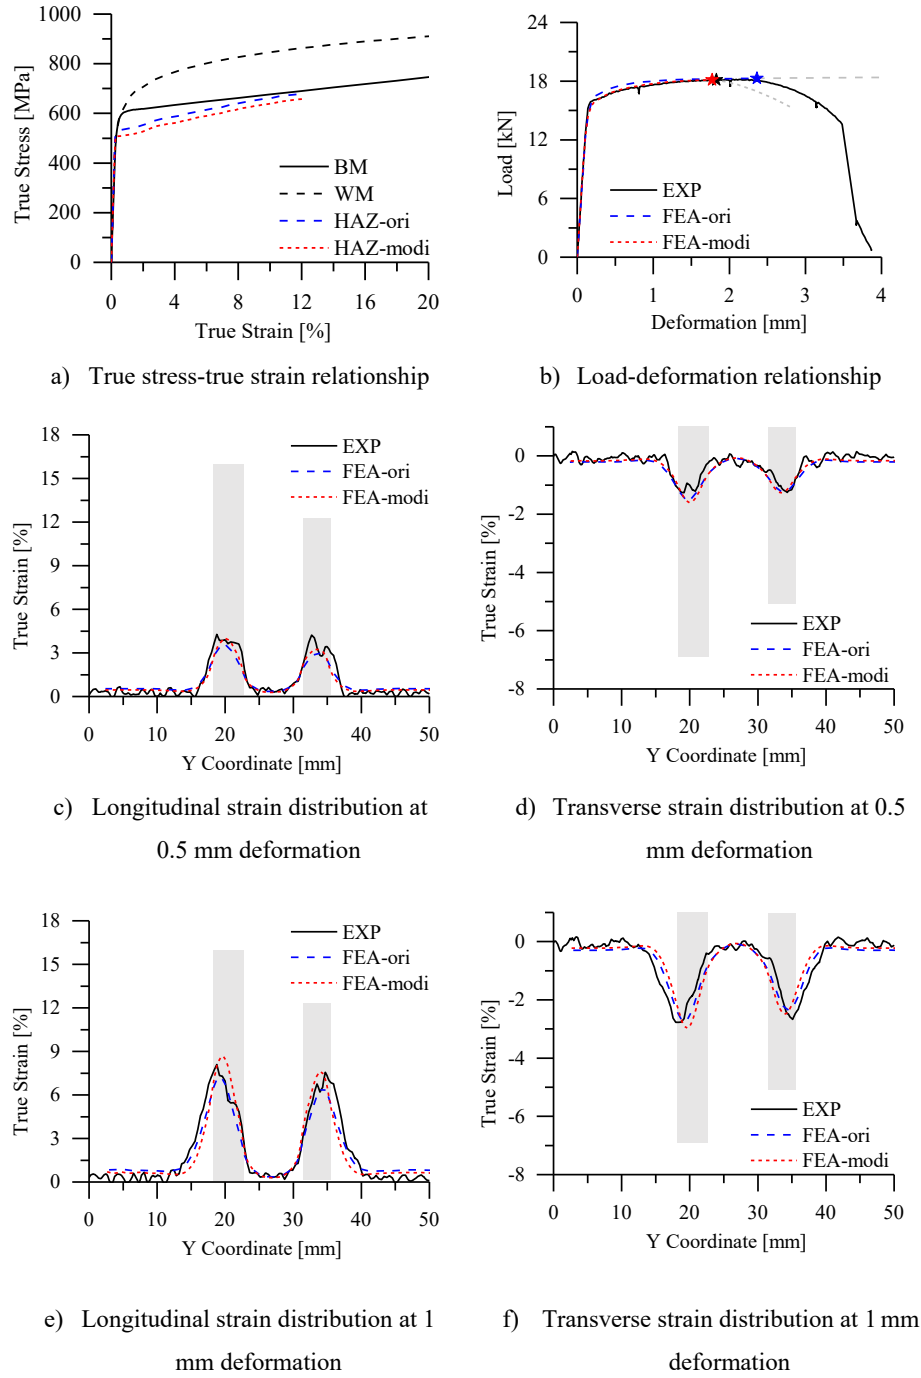 1000
800
600
400
200
0
True Stress [MPa]
BM
WM
HAZ-ori
HAZ-modi
0 4 8 12 16 20
True Strain [%]
a) True stress-true strain relationship
24
18
12
6
0
Load [kN]
EXP
FEA-ori
FEA-modi
0 1 2 3 4
Deformation [mm]
b) Load-deformation relationship
18
15
12
9
6
3
0
True Strain [%]
EXP
FEA-ori
FEA-modi
0 10 20 30 40 50
Y Coordinate [mm]
c) Longitudinal strain distribution at
0.5 mm deformation
0
-2
-4
-6
-8
True Strain [%]
EXP
FEA-ori
FEA-modi
0 10 20 30 40 50
Y Coordinate [mm]
d) Transverse strain distribution at 0.5
mm deformation
18
15
12
9
6
3
0
True Strain [%]
EXP
FEA-ori
FEA-modi
0 10 20 30 40 50
Y Coordinate [mm]
e) Longitudinal strain distribution at 1
mm deformation
0
-2
-4
-6
-8
True Strain [%]
EXP
FEA-ori
FEA-modi
0 10 20 30 40 50
Y Coordinate [mm]
f) Transverse strain distribution at 1 mm
deformation